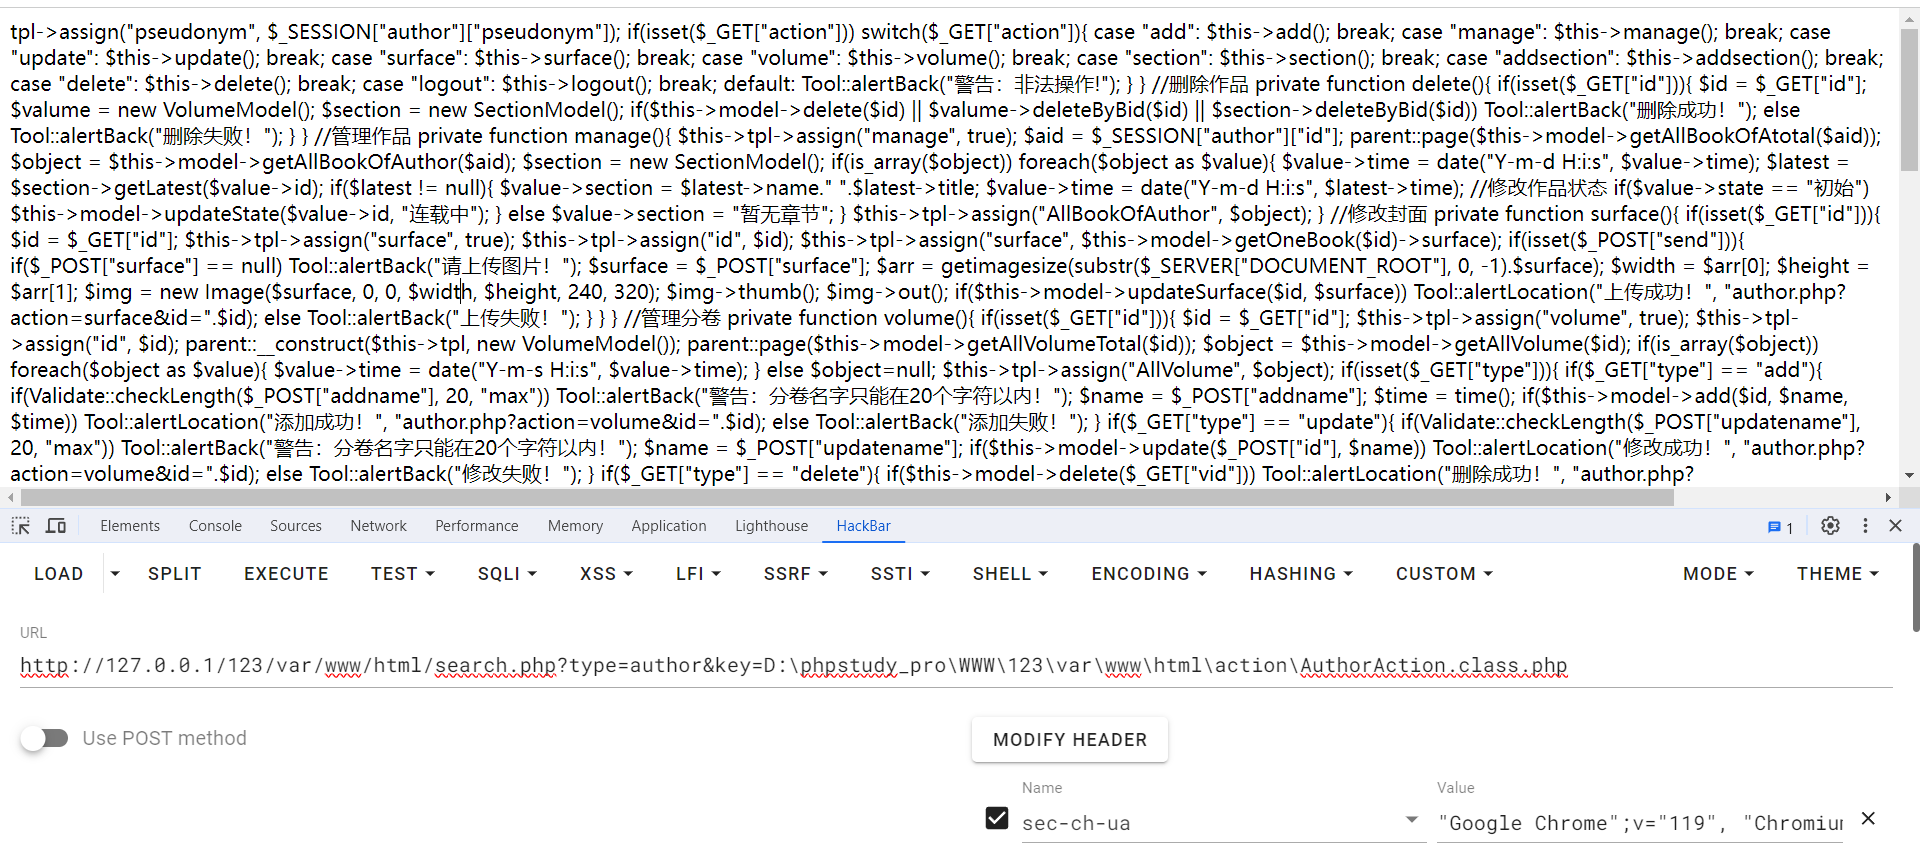 tpl->assign("pseudonym", $_SESSION["author"]["pseudonym"]); if(isset($_GET["action"])) switch($_GET["action"]){ case "add": $this->add(); break; case "manage": $this->manage(); break; case
"update": $this->update(); break; case "surface": $this->surface(); break; case "volume": $this->volume(); break; case "section": $this->section(); break; case "addsection": $this->addsection(); break;
case "delete": $this->delete(); break; case "logout": $this->logout(); break; default: Tool::alertBack("警告：非法操作!"); } } //删除作品 private function delete(){ if(isset($_GET["id"])){ $id = $_GET["id"];
$valume = new VolumeModel(); $section = new SectionModel(); if($this->model->delete($id) || $valume->deleteByBid($id) || $section->deleteByBid($id)) Tool::alertBack("删除成功！"); else
Tool::alertBack("删除失败！"); } } //管理作品 private function manage(){ $this->tpl->assign("manage", true); $aid = $_SESSION["author"]["id"]; parent::page($this->model->getAllBookOfAtotal($aid));
$object = $this->model->getAllBookOfAuthor($aid); $section = new SectionModel(); if(is_array($object)) foreach($object as $value){ $value->time = date("Y-m-d H:i:s", $value->time); $latest =
$section->getLatest($value->id); if($latest != null){ $value->section = $latest->name." ".$latest->title; $value->time = date("Y-m-d H:i:s", $latest->time); //修改作品状态 if($value->state == "初始")
$this->model->updateState($value->id, "连载中"); } else $value->section = "暂无章节"; } $this->tpl->assign("AllBookOfAuthor", $object); } //修改封面 private function surface(){ if(isset($_GET["id"])){
$id = $_GET["id"]; $this->tpl->assign("surface", true); $this->tpl->assign("id", $id); $this->tpl->assign("surface", $this->model->getOneBook($id)->surface); if(isset($_POST["send"])){
if($_POST["surface"] == null) Tool::alertBack("请上传图片！"); $surface = $_POST["surface"]; $arr = getimagesize(substr($_SERVER["DOCUMENT_ROOT"], 0, -1).$surface); $width = $arr[0]; $height =
$arr[1]; $img = new Image($surface, 0, 0, $width, $height, 240, 320); $img->thumb(); $img->out(); if($this->model->updateSurface($id, $surface)) Tool::alertLocation("上传成功！", "author.php?
action=surface&id=".$id); else Tool::alertBack("上传失败！"); } } } //管理分卷 private function volume(){ if(isset($_GET["id"])){ $id = $_GET["id"]; $this->tpl->assign("volume", true); $this->tpl-
>assign("id", $id); parent::__construct($this->tpl, new VolumeModel()); parent::page($this->model->getAllVolumeTotal($id)); $object = $this->model->getAllVolume($id); if(is_array($object))
foreach($object as $value){ $value->time = date("Y-m-s H:i:s", $value->time); } else $object=null; $this->tpl->assign("AllVolume", $object); if(isset($_GET["type"])){ if($_GET["type"] == "add"){
if(Validate::checkLength($_POST["addname"], 20, "max")) Tool::alertBack("警告：分卷名字只能在20个字符以内！"); $name = $_POST["addname"]; $time = time(); if($this->model->add($id, $name,
$time)) Tool::alertLocation("添加成功！", "author.php?action=volume&id=".$id); else Tool::alertBack("添加失败！"); } if($_GET["type"] == "update"){ if(Validate::checkLength($_POST["updatename"],
20, "max")) Tool::alertBack("警告：分卷名字只能在20个字符以内！"); $name = $_POST["updatename"]; if($this->model->update($_POST["id"], $name)) Tool::alertLocation("修改成功！", "author.php?
action=volume&id=".$id); else Tool::alertBack("修改失败！"); } if($_GET["type"] == "delete"){ if($this->model->delete($_GET["vid"])) Tool::alertLocation("删除成功！", "author.php?
Elements Console Sources Network Performance Memory Application Lighthouse HackBar 1
LOAD SPLIT EXECUTE TEST SQLI XSS LFI SSRF SSTI SHELL ENCODING HASHING CUSTOM MODE THEME
URL
http://127.0.0.1/123/var/www/html/search.php?type=author&key=D:\phpstudy_pro\WWW\123\var\www\html\action\AuthorAction.class.php
Use POST method
MODIFY HEADER
Name Value
sec-ch-ua "Google Chrome";v="119", "Chromiu